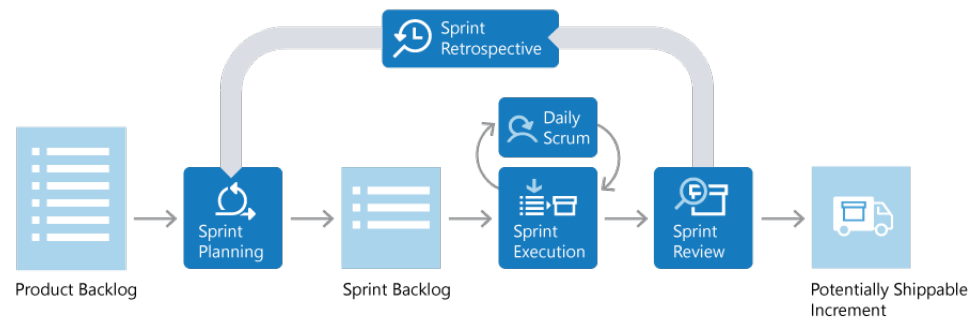 Sprint
Retrospective
Daily
Scrum
Sprint
Planning
Sprint
Execution
Sprint
Review
Product Backlog
Sprint Backlog
Potentially Shippable
Increment